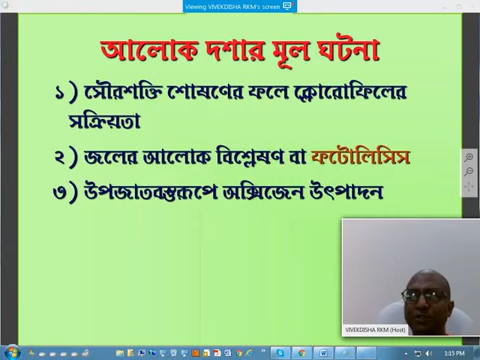 Viewing VIVEKDISHA RKM's screen
আলোক দশার মূল ঘটনা
১) সৌরশক্তি শোষণের ফলে ক্লোরোফিলের
সক্রিয়তা
২) জলের আলোক বিশ্লেষণ বা ফটোলিসিস
৩) উপজাতবস্তুরূপে অক্সিজেন উৎপাদন
VIVEKDISHA RKM (Host)
1:15 PM